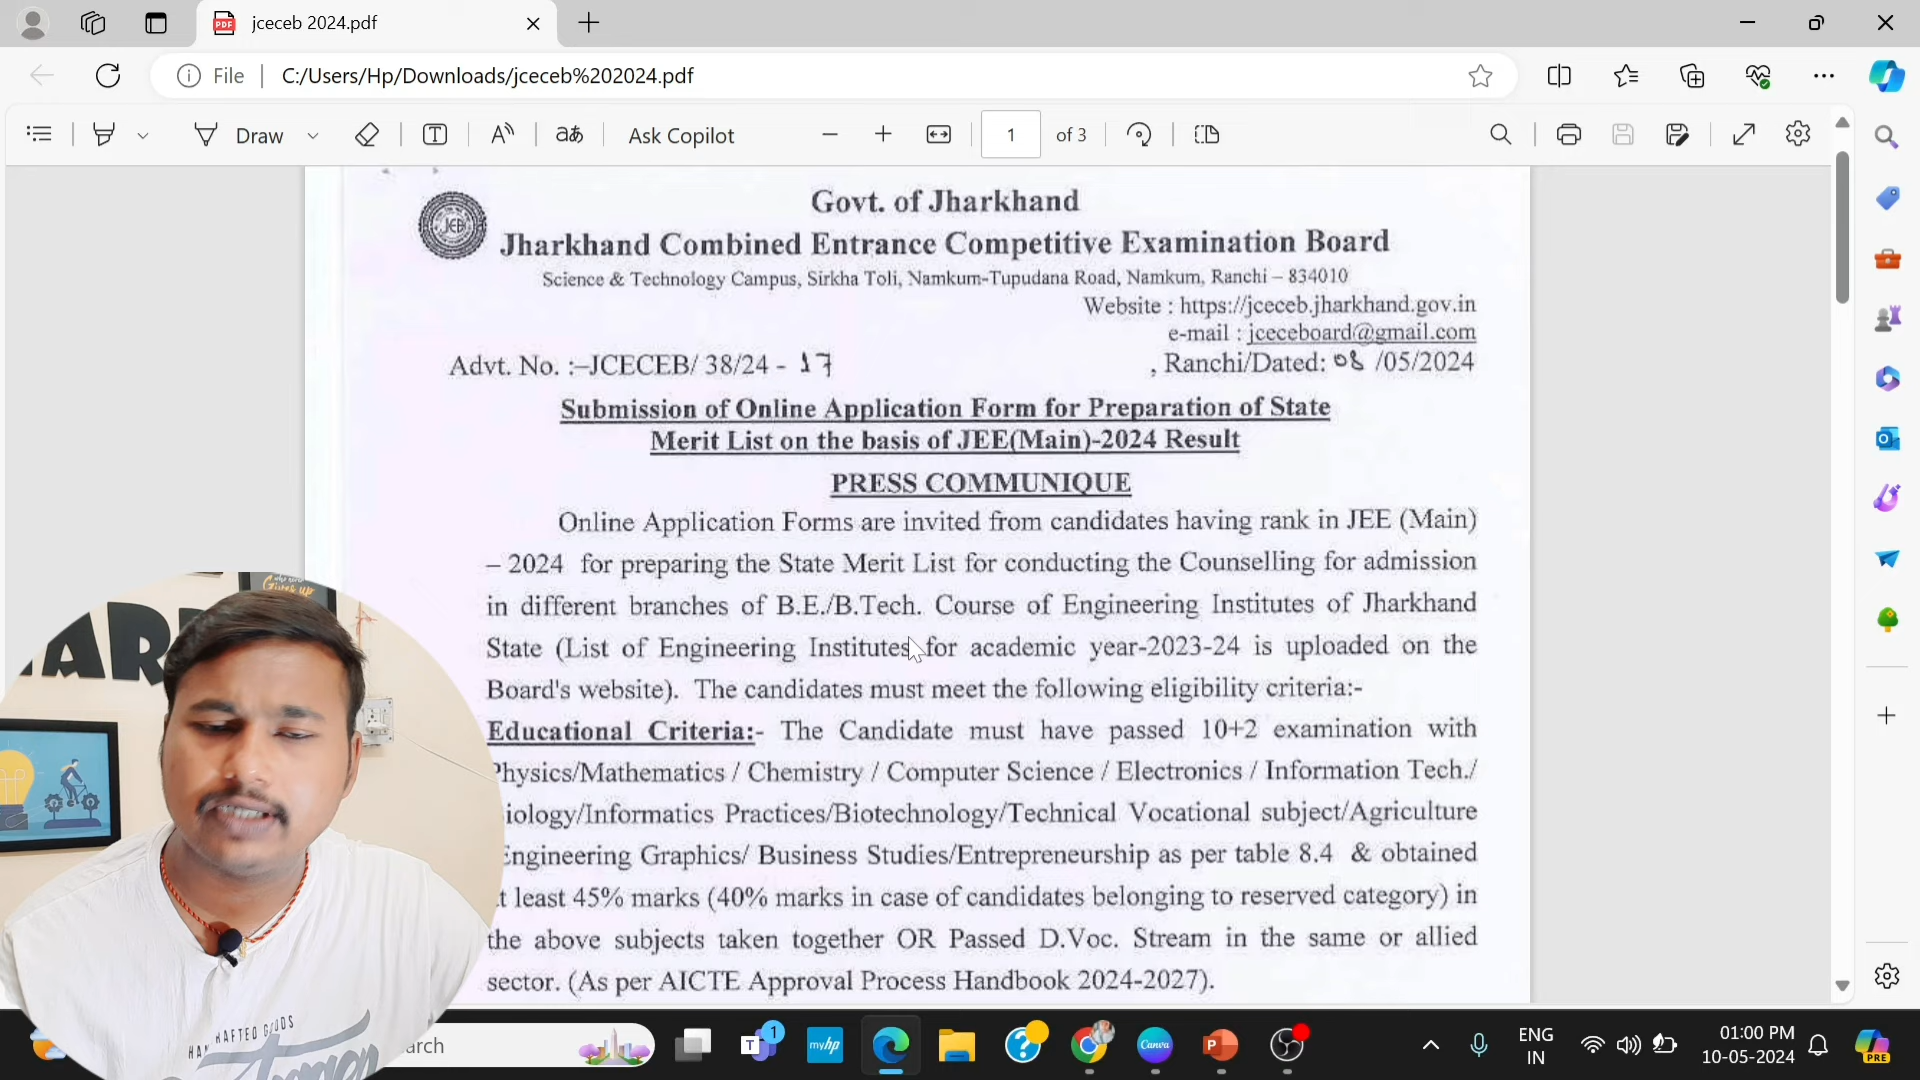 jceceb 2024.pdf
File
C:/Users/Hp/Downloads/jceceb%202024.pdf
Draw
Ask Copilot
1
of 3
Govt. of Jharkhand
JEB
Jharkhand Combined Entrance Competitive Examination Board
Science & Technology Campus, Sirkha Toli, Namkum-Tupudana Road, Namkum, Ranchi – 834010
Website : https://jceceb.jharkhand.gov.in
e-mail : jceceboard@gmail.com
Advt. No. :–JCECEB/ 38/24 - 17
, Ranchi/Dated: 08 /05/2024
Submission of Online Application Form for Preparation of State
Merit List on the basis of JEE(Main)-2024 Result
PRESS COMMUNIQUE
Online Application Forms are invited from candidates having rank in JEE (Main)
– 2024 for preparing the State Merit List for conducting the Counselling for admission
in different branches of B.E./B.Tech. Course of Engineering Institutes of Jharkhand
State (List of Engineering Institutes for academic year-2023-24 is uploaded on the
Board's website). The candidates must meet the following eligibility criteria:-
Educational Criteria:- The Candidate must have passed 10+2 examination with
Physics/Mathematics / Chemistry / Computer Science / Electronics / Information Tech./
iology/Informatics Practices/Biotechnology/Technical Vocational subject/Agriculture
Engineering Graphics/ Business Studies/Entrepreneurship as per table 8.4 & obtained
t least 45% marks (40% marks in case of candidates belonging to reserved category) in
the above subjects taken together OR Passed D.Voc. Stream in the same or allied
sector. (As per AICTE Approval Process Handbook 2024-2027).
arch
1
T
myhp
Canva
P
ENG
IN
01:00 PM
10-05-2024
PRE